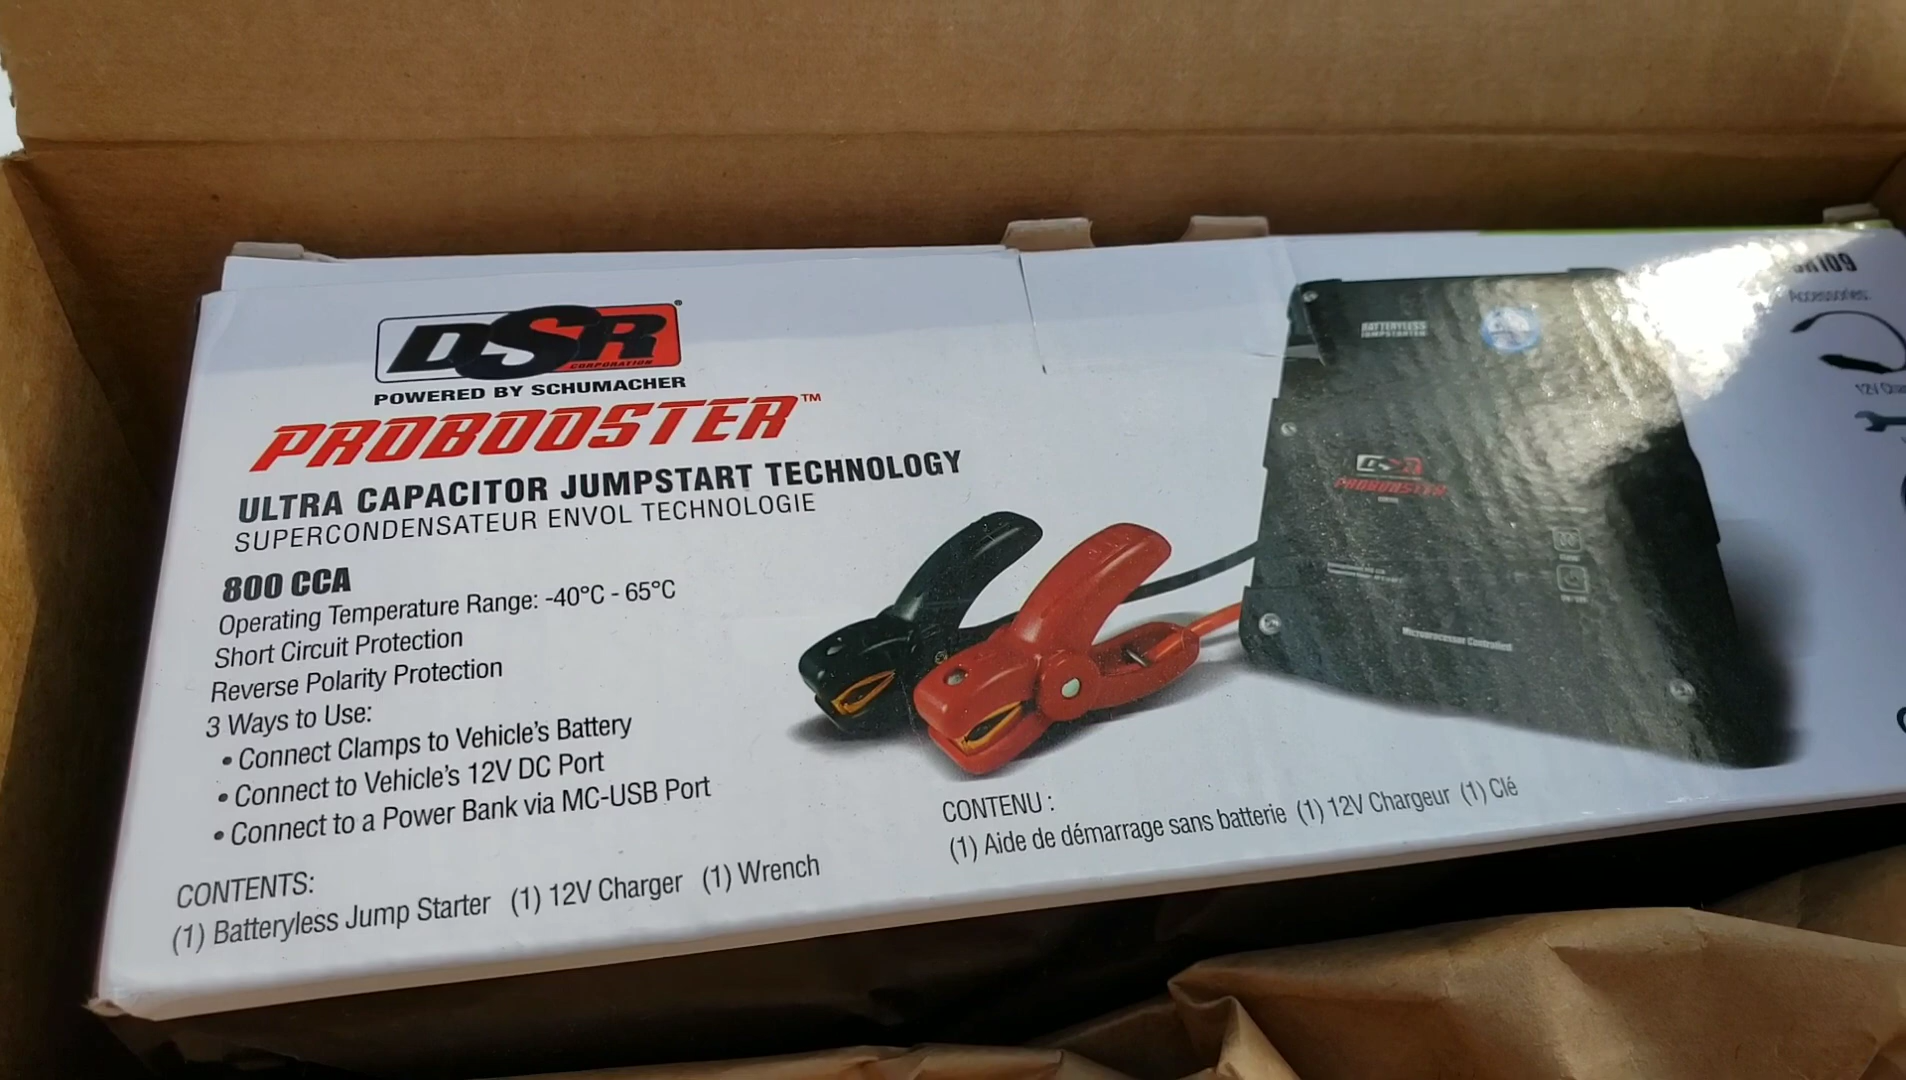 DSR®
CORPORATION
POWERED BY SCHUMACHER
PROBOOSTER™
ULTRA CAPACITOR JUMPSTART TECHNOLOGY
SUPERCONDENSATEUR ENVOL TECHNOLOGIE
800 CCA
Operating Temperature Range: -40°C - 65°C
Short Circuit Protection
Reverse Polarity Protection
3 Ways to Use:
• Connect Clamps to Vehicle's Battery
• Connect to Vehicle's 12V DC Port
• Connect to a Power Bank via MC-USB Port
CONTENTS:
(1) Batteryless Jump Starter (1) 12V Charger (1) Wrench
CONTENU :
(1) Aide de démarrage sans batterie (1) 12V Chargeur (1) Clé
BATTERYLESS
JUMPSTARTER
DSR
PROBOOSTER
Microprocessor Controlled
109
Accessories:
12V